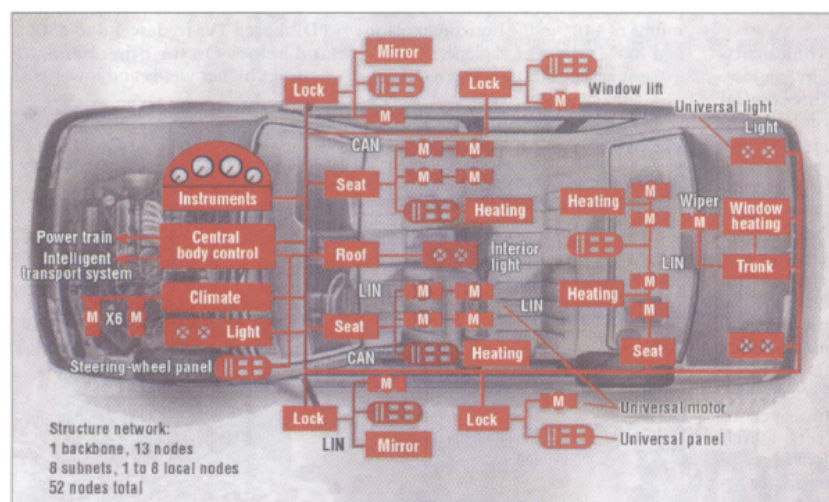 Mirror
Lock
M
Lock
M
Window lift
Universal light
Light
CAN
LIN
M
M
Seat
M
M
Instruments
Heating
Heating
M
M
Wiper
M
Window
heating
Power train
Intelligent
transport system
Central
body control
Roof
Interior
light
LIN
Trunk
Climate
LIN
M
M
LIN
Heating
M
M
M
X6
M
Light
Seat
M
M
CAN
Heating
Seat
Steering-wheel panel
Lock
M
Lock
M
Universal motor
LIN
Mirror
Universal panel
Structure network:
1 backbone, 13 nodes
8 subnets, 1 to 8 local nodes
52 nodes total